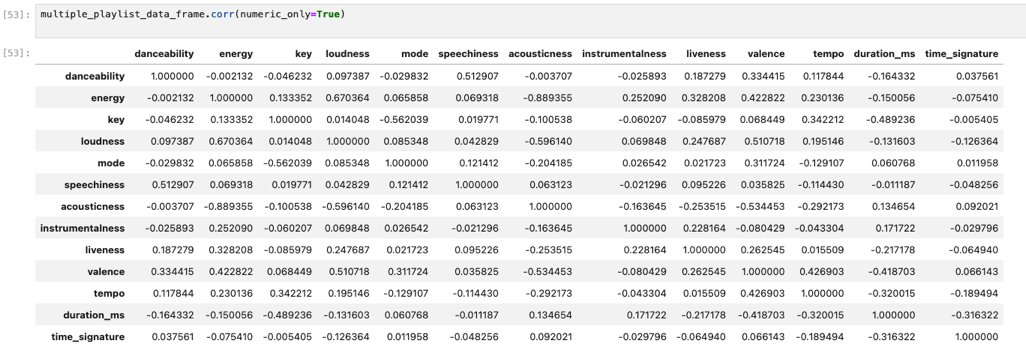 [53]: multiple_playlist_data_frame.corr(numeric_only=True)
[53]: danceability energy key loudness mode speechiness acousticness instrumentalness liveness valence tempo duration_ms time_signature
danceability 1.000000 -0.002132 -0.046232 0.097387 -0.029832 0.512907 -0.003707 -0.025893 0.187279 0.334415 0.117844 -0.164332 0.037561
energy -0.002132 1.000000 0.133352 0.670364 0.065858 0.069318 -0.889355 0.252090 0.328208 0.422822 0.230136 -0.150056 -0.075410
key -0.046232 0.133352 1.000000 0.014048 -0.562039 0.019771 -0.100538 -0.060207 -0.085979 0.068449 0.342212 -0.489236 -0.005405
loudness 0.097387 0.670364 0.014048 1.000000 0.085348 0.042829 -0.596140 0.069848 0.247687 0.510718 0.195146 -0.131603 -0.126364
mode -0.029832 0.065858 -0.562039 0.085348 1.000000 0.121412 -0.204185 0.026542 0.021723 0.311724 -0.129107 0.060768 0.011958
speechiness 0.512907 0.069318 0.019771 0.042829 0.121412 1.000000 0.063123 -0.021296 0.095226 0.035825 -0.114430 -0.011187 -0.048256
acousticness -0.003707 -0.889355 -0.100538 -0.596140 -0.204185 0.063123 1.000000 -0.163645 -0.253515 -0.534453 -0.292173 0.134654 0.092021
instrumentalness -0.025893 0.252090 -0.060207 0.069848 0.026542 -0.021296 -0.163645 1.000000 0.228164 -0.080429 -0.043304 0.171722 -0.029796
liveness 0.187279 0.328208 -0.085979 0.247687 0.021723 0.095226 -0.253515 0.228164 1.000000 0.262545 0.015509 -0.217178 -0.064940
valence 0.334415 0.422822 0.068449 0.510718 0.311724 0.035825 -0.534453 -0.080429 0.262545 1.000000 0.426903 -0.418703 0.066143
tempo 0.117844 0.230136 0.342212 0.195146 -0.129107 -0.114430 -0.292173 -0.043304 0.015509 0.426903 1.000000 -0.320015 -0.189494
duration_ms -0.164332 -0.150056 -0.489236 -0.131603 0.060768 -0.011187 0.134654 0.171722 -0.217178 -0.418703 -0.320015 1.000000 -0.316322
time_signature 0.037561 -0.075410 -0.005405 -0.126364 0.011958 -0.048256 0.092021 -0.029796 -0.064940 0.066143 -0.189494 -0.316322 1.000000